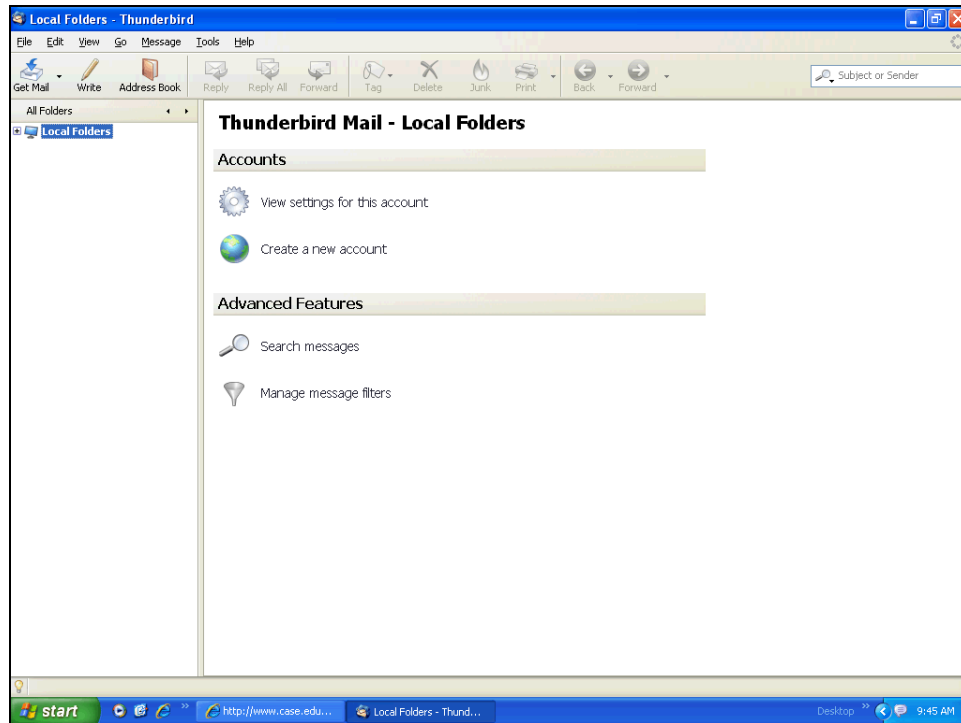 Local Folders - Thunderbird
File Edit View Go Message Tools Help
Get Mail Write Address Book Reply Reply All Forward Tag Delete Junk Print Back Forward Subject or Sender
All Folders
Local Folders
Thunderbird Mail - Local Folders
Accounts
View settings for this account
Create a new account
Advanced Features
Search messages
Manage message filters
start http://www.case.edu... Local Folders - Thund... Desktop 9:45 AM